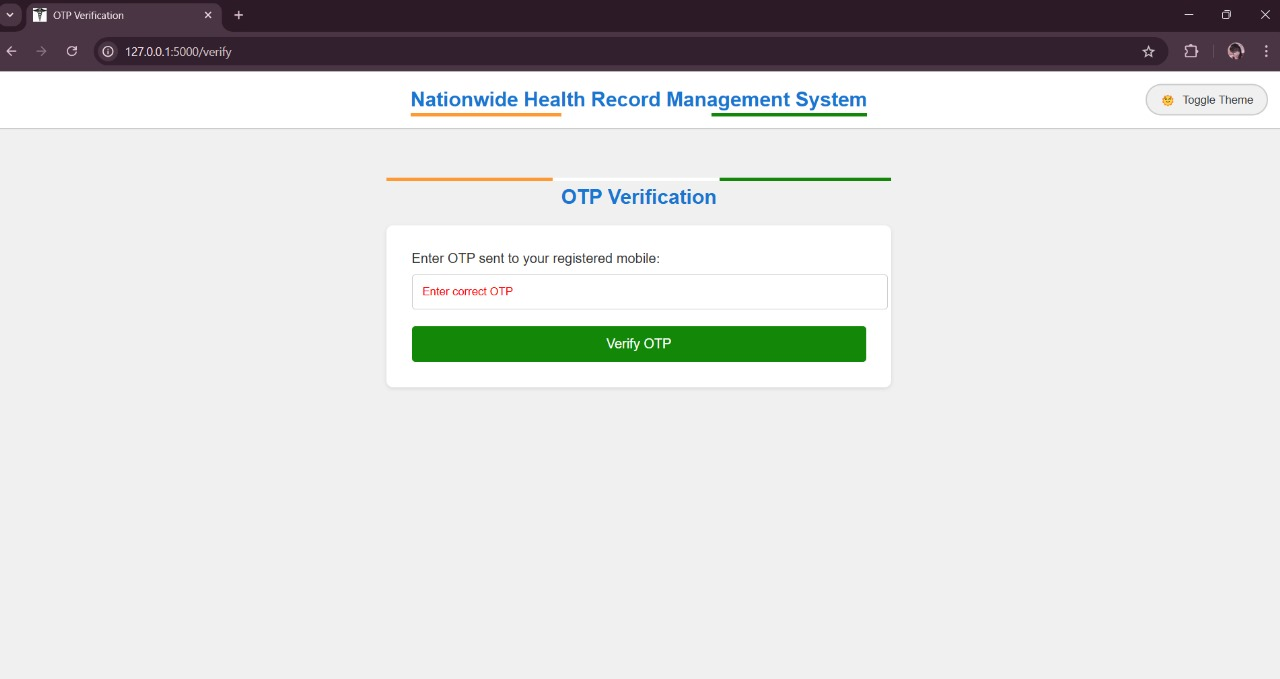 OTP Verification
127.0.0.1:5000/verify
Nationwide Health Record Management System
Toggle Theme
OTP Verification
Enter OTP sent to your registered mobile:
Enter correct OTP
Verify OTP